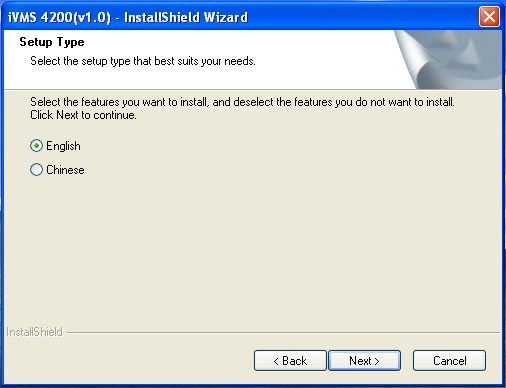 iVMS 4200(v1.0) - InstallShield Wizard
Setup Type
Select the setup type that best suits your needs.
Select the features you want to install, and deselect the features you do not want to install.
Click Next to continue.
English
Chinese
InstallShield
< Back
Next >
Cancel